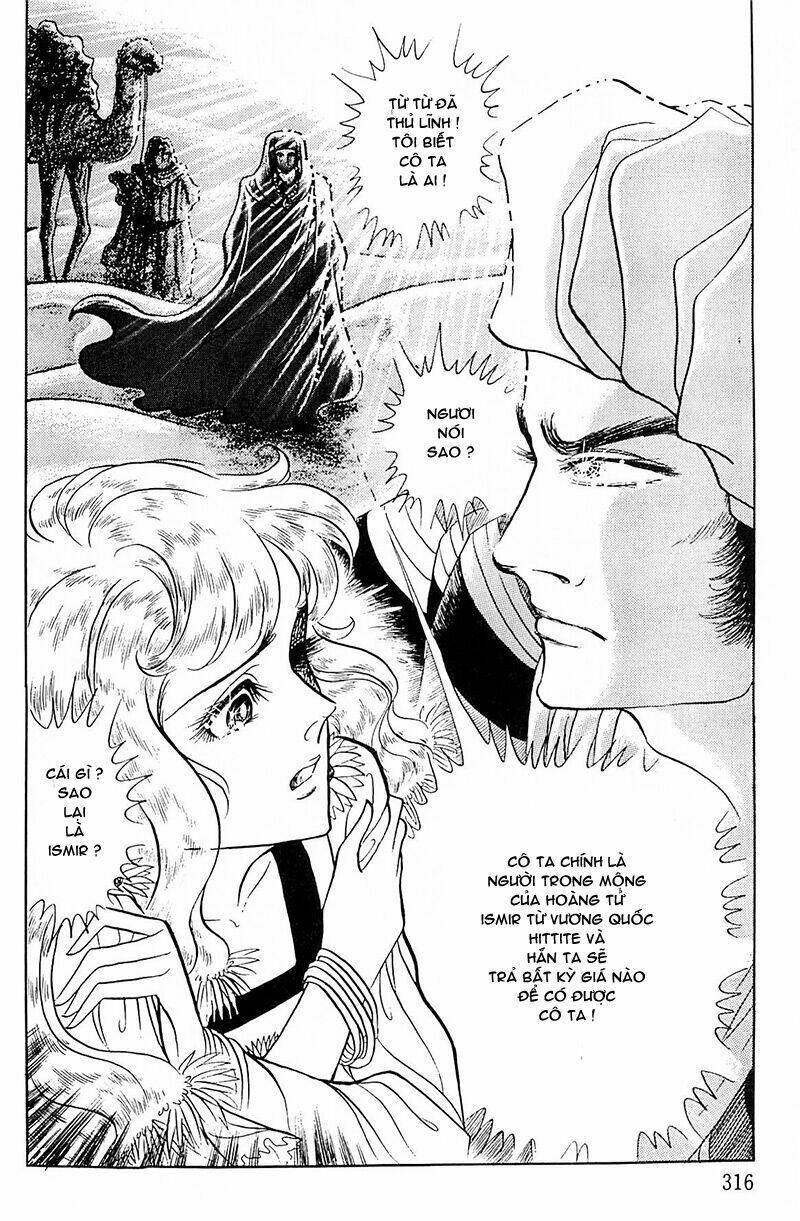 TỪ TỪ ĐÃ
THỦ LĨNH !
TÔI BIẾT
CÔ TA
LÀ AI !
NGƯƠI
NÓI
SAO ?
CÁI GÌ ?
SAO
LẠI
LÀ
ISMIR ?
CÔ TA CHÍNH LÀ
NGƯỜI TRONG MỘNG
CỦA HOÀNG TỬ
ISMIR TỪ VƯƠNG QUỐC
HITTITE VÀ
HẮN TA SẼ
TRẢ BẤT KỲ GIÁ NÀO
ĐỂ CÓ ĐƯỢC
CÔ TA !
316